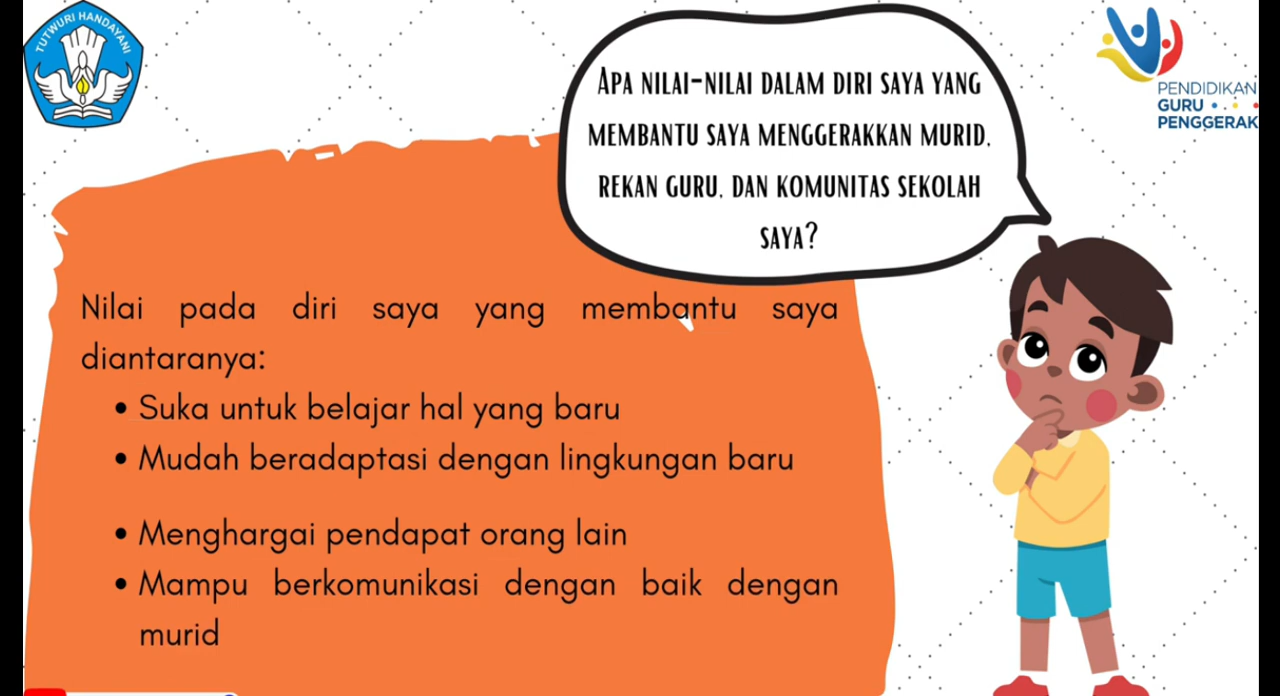 TUTWURI HANDAYANI
APA NILAI-NILAI DALAM DIRI SAYA YANG
MEMBANTU SAYA MENGGERAKKAN MURID,
REKAN GURU, DAN KOMUNITAS SEKOLAH
SAYA?
PENDIDIKAN
GURU
PENGGERAK
Nilai pada diri saya yang membantu saya
diantaranya:
• Suka untuk belajar hal yang baru
• Mudah beradaptasi dengan lingkungan baru
• Menghargai pendapat orang lain
• Mampu berkomunikasi dengan baik dengan
murid